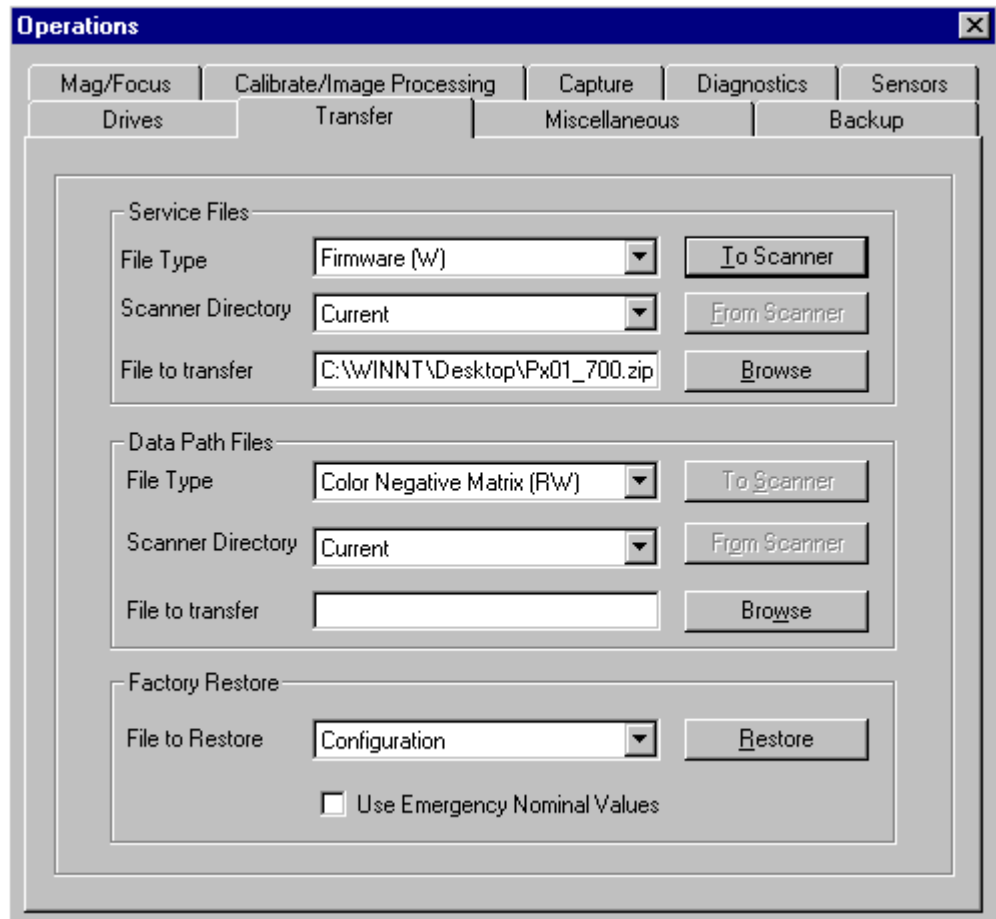 Operations
Mag/Focus Calibrate/Image Processing Capture Diagnostics Sensors
Drives Transfer Miscellaneous Backup
Service Files
File Type Firmware (W) To Scanner
Scanner Directory Current From Scanner
File to transfer C:\WINNT\Desktop\Px01_700.zip Browse
Data Path Files
File Type Color Negative Matrix (RW) To Scanner
Scanner Directory Current From Scanner
File to transfer Browse
Factory Restore
File to Restore Configuration Restore
Use Emergency Nominal Values